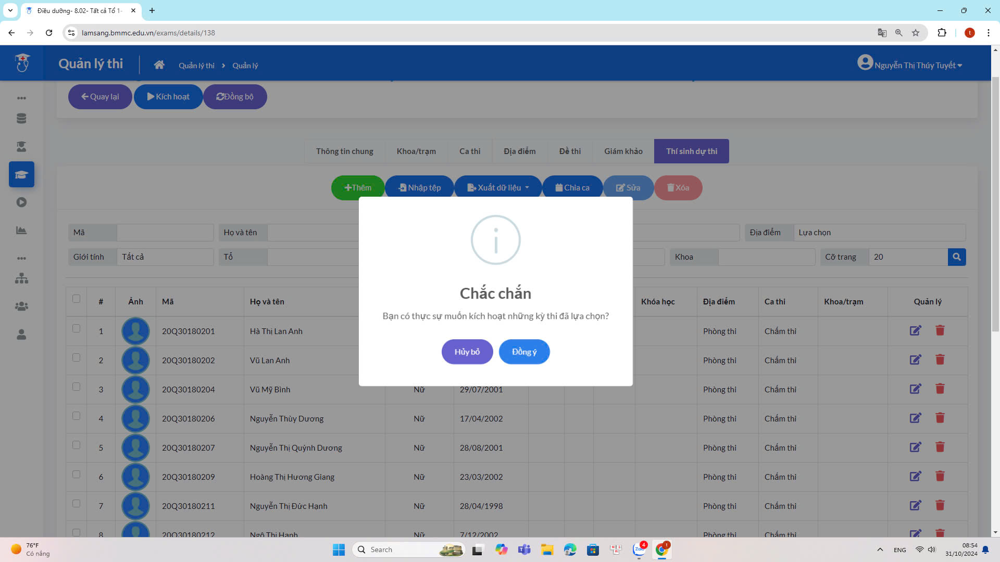 Điều dưỡng- 8.02- Tất cả Tổ 1-
lamsang.bmmc.edu.vn/exams/details/138
t
Quản lý thi
Quản lý thi > Quản lý
Nguyễn Thị Thúy Tuyết
Quay lại Kích hoạt Đồng bộ
Thông tin chung Khoa/trạm Ca thi Địa điểm Đề thi Giám khảo Thí sinh dự thi
Thêm Nhập tệp Xuất dữ liệu Chia ca Sửa Xóa
Mã Họ và tên Địa điểm Lựa chọn
Giới tính Tất cả Tổ Khoa Cỡ trang 20
Chắc chắn
Bạn có thực sự muốn kích hoạt những kỳ thi đã lựa chọn?
Hủy bỏ Đồng ý
# Ảnh Mã Họ và tên Khóa học Địa điểm Ca thi Khoa/trạm Quản lý
1 20Q30180201 Hà Thị Lan Anh Phòng thi Chấm thi
2 20Q30180202 Vũ Lan Anh Phòng thi Chấm thi
3 20Q30180204 Vũ Mỹ Bình Nữ 29/07/2001 Phòng thi Chấm thi
4 20Q30180206 Nguyễn Thùy Dương Nữ 17/04/2002 Phòng thi Chấm thi
5 20Q30180207 Nguyễn Thị Quỳnh Dương Nữ 28/08/2001 Phòng thi Chấm thi
6 20Q30180209 Hoàng Thị Hương Giang Nữ 23/03/2002 Phòng thi Chấm thi
7 20Q30180211 Nguyễn Thị Đức Hạnh Nữ 28/04/1998 Phòng thi Chấm thi
8 20Q30180212 Ngô Thị Hạnh Nữ 7/12/2002 Phòng thi Chấm thi
76°F
Có nắng
Search
Zalo
4
t
ENG
08:54
31/10/2024